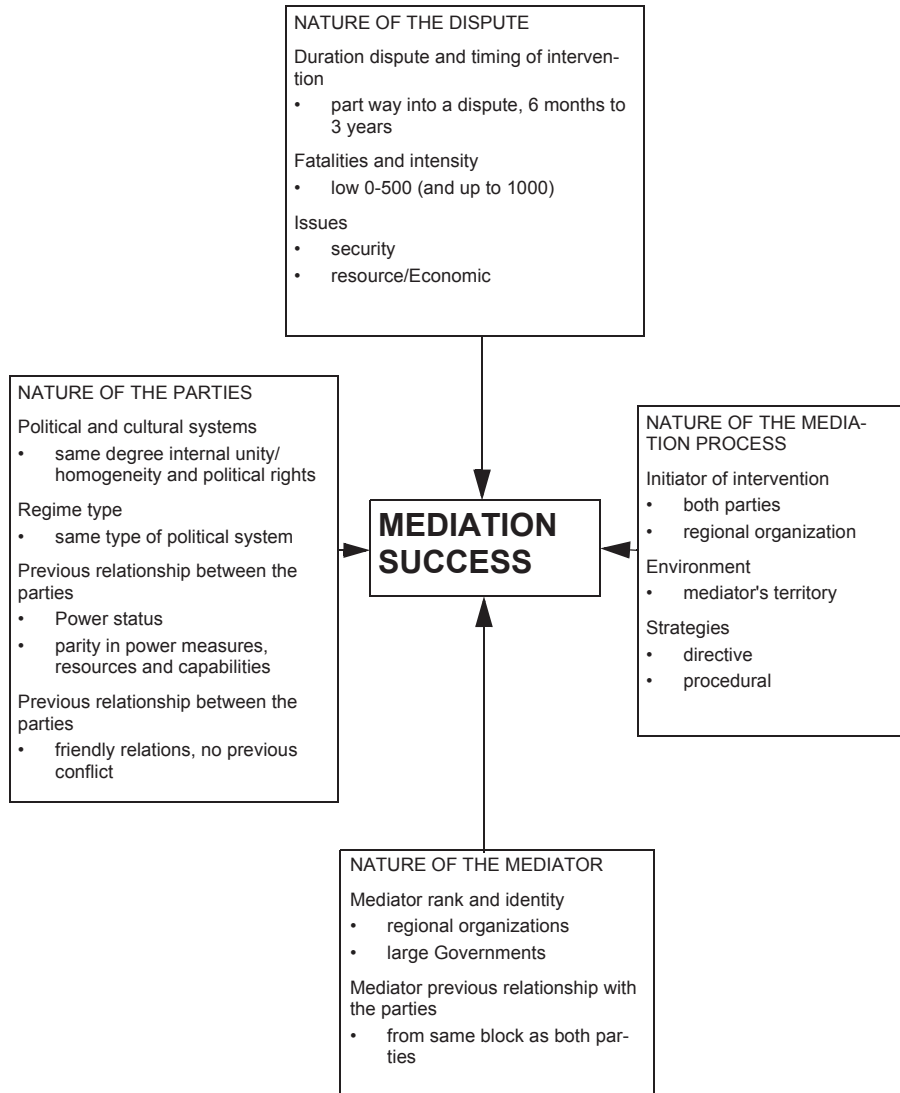 NATURE OF THE DISPUTE
Duration dispute and timing of interven-
tion
• part way into a dispute, 6 months to
3 years
Fatalities and intensity
• low 0-500 (and up to 1000)
Issues
• security
• resource/Economic
NATURE OF THE PARTIES
Political and cultural systems
• same degree internal unity/
homogeneity and political rights
Regime type
• same type of political system
Previous relationship between the
parties
• Power status
• parity in power measures,
resources and capabilities
Previous relationship between the
parties
• friendly relations, no previous
conflict
MEDIATION
SUCCESS
NATURE OF THE MEDIA-
TION PROCESS
Initiator of intervention
• both parties
• regional organization
Environment
• mediator's territory
Strategies
• directive
• procedural
NATURE OF THE MEDIATOR
Mediator rank and identity
• regional organizations
• large Governments
Mediator previous relationship with
the parties
• from same block as both par-
ties